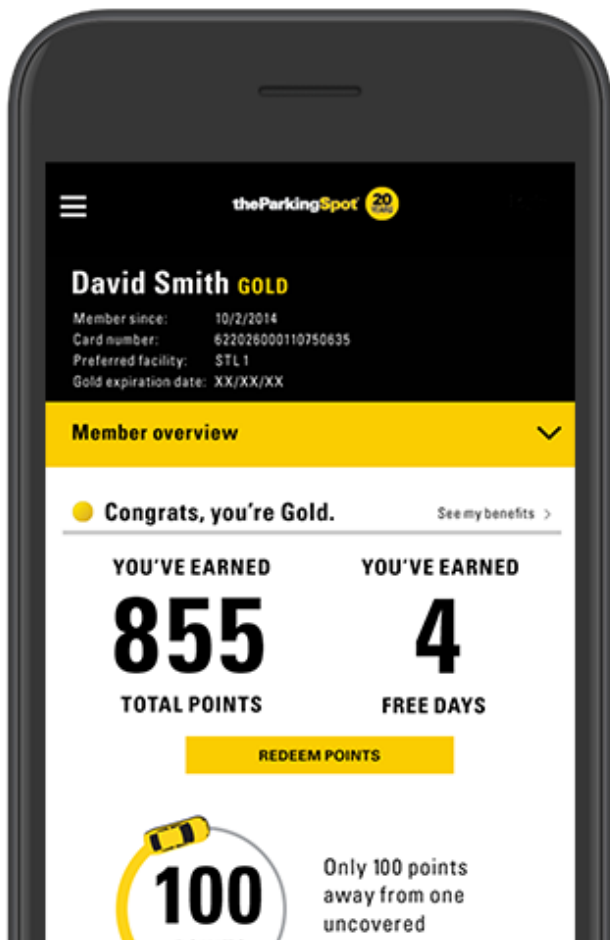 theParkingSpot 20 YEARS
David Smith GOLD
Member since: 10/2/2014
Card number: 622026000110750635
Preferred facility: STL 1
Gold expiration date: XX/XX/XX
Member overview
Congrats, you're Gold.
See my benefits >
YOU'VE EARNED
855
TOTAL POINTS
YOU'VE EARNED
4
FREE DAYS
REDEEM POINTS
100
Only 100 points
away from one
uncovered